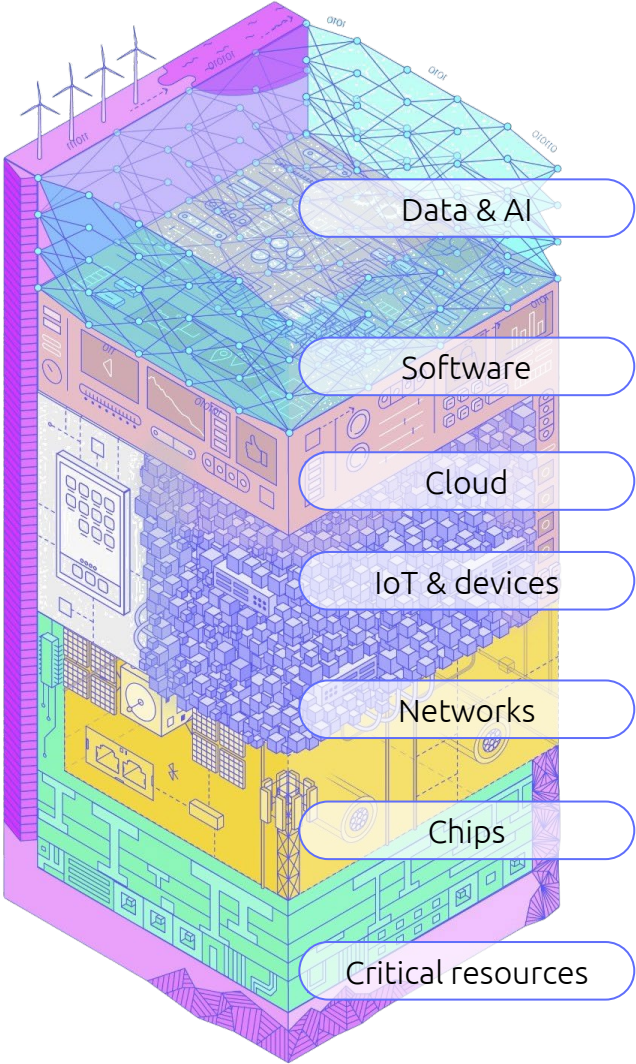 Data & AI
Software
Cloud
IoT & devices
Networks
Chips
Critical resources